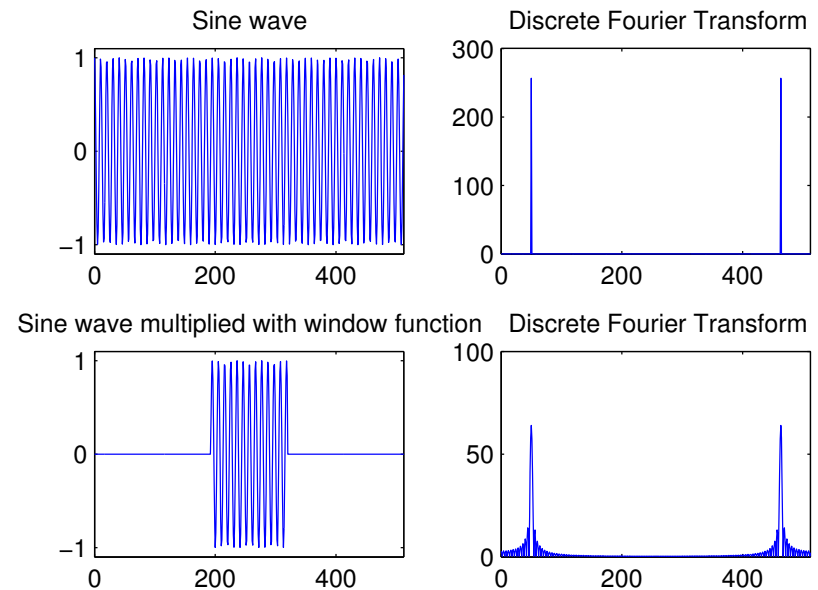 Sine wave
1
0
−1
0 200 400
Discrete Fourier Transform
300
200
100
0
0 200 400
Sine wave multiplied with window function
1
0
−1
0 200 400
Discrete Fourier Transform
100
50
0
0 200 400